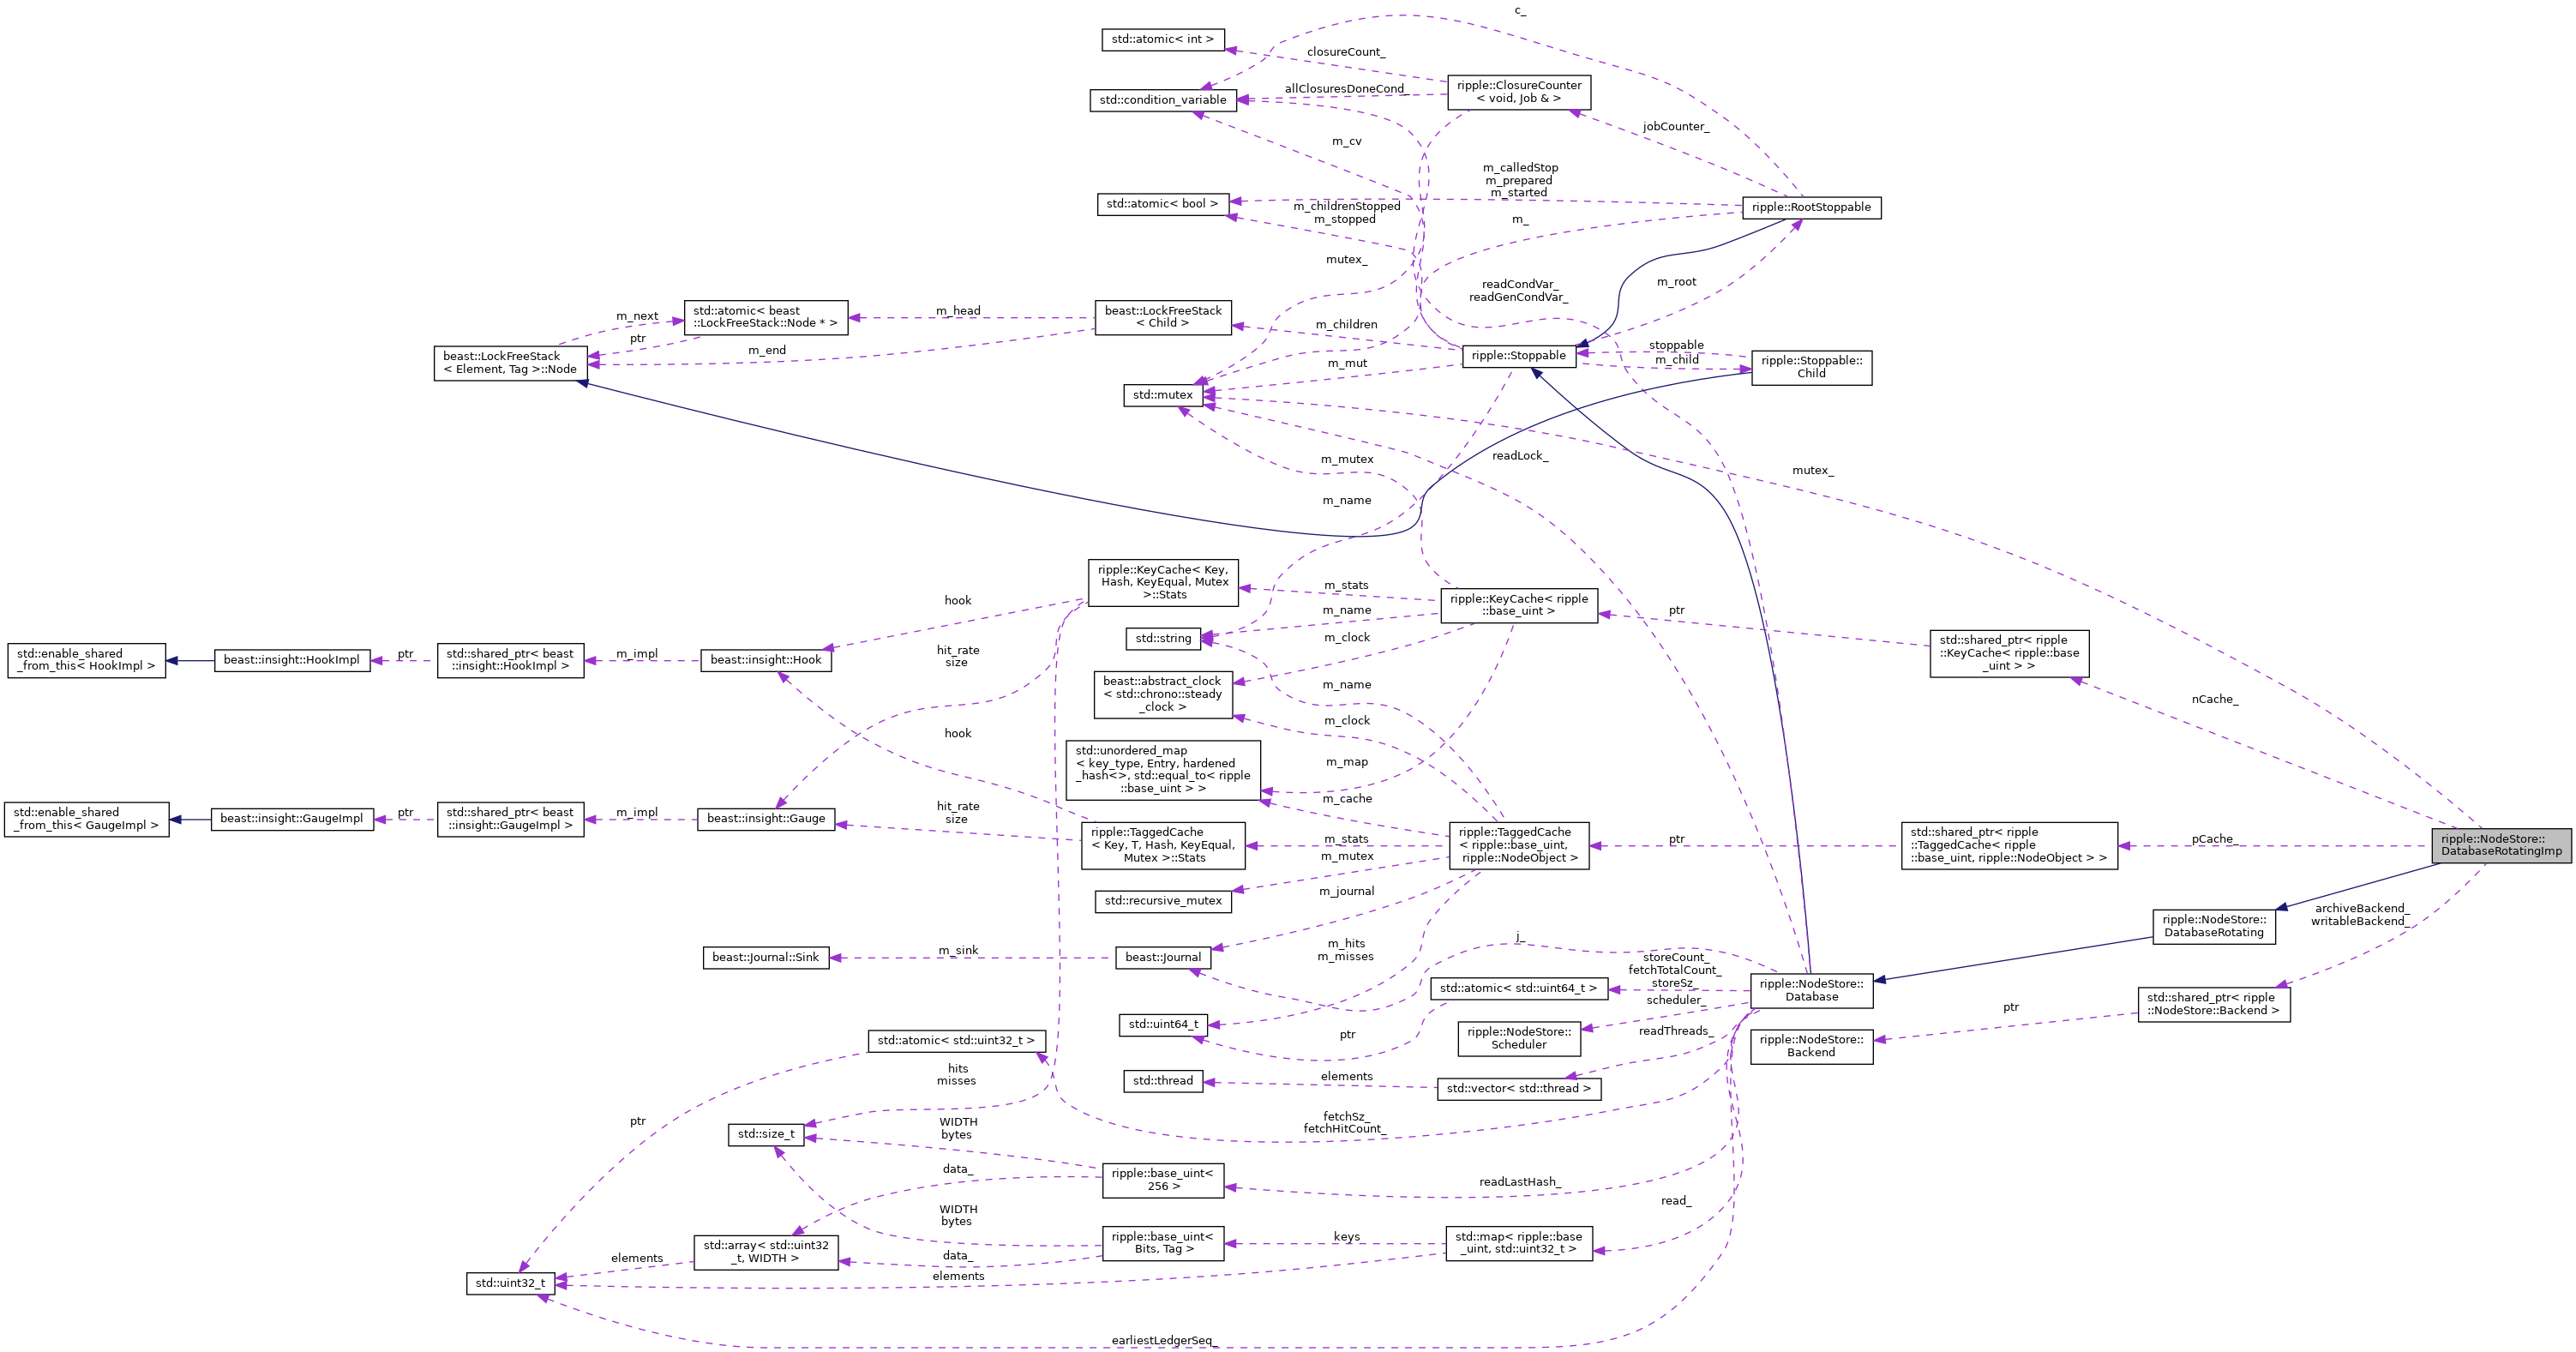 c_
std::atomic< int >
closureCount_
ripple::ClosureCounter
< void, Job & >
allClosuresDoneCond_
std::condition_variable
jobCounter_
m_cv
m_calledStop
m_prepared
m_started
std::atomic< bool >
m_childrenStopped
m_stopped
ripple::RootStoppable
m_
mutex_
readCondVar_
readGenCondVar_
m_root
std::atomic< beast
::LockFreeStack::Node * >
m_next
ptr
m_head
beast::LockFreeStack
< Child >
m_children
m_end
beast::LockFreeStack
< Element, Tag >::Node
ripple::Stoppable
stoppable
m_child
ripple::Stoppable::
Child
m_mut
std::mutex
m_mutex
readLock_
mutex_
m_name
ripple::KeyCache< Key,
Hash, KeyEqual, Mutex
>::Stats
m_stats
ripple::KeyCache< ripple
::base_uint >
hook
m_name
ptr
std::string
m_clock
std::shared_ptr< ripple
::KeyCache< ripple::base
_uint > >
std::enable_shared
_from_this< HookImpl >
beast::insight::HookImpl
ptr
std::shared_ptr< beast
::insight::HookImpl >
m_impl
beast::insight::Hook
hit_rate
size
beast::abstract_clock
< std::chrono::steady
_clock >
m_name
nCache_
m_clock
hook
std::unordered_map
< key_type, Entry, hardened
_hash<>, std::equal_to< ripple
::base_uint > >
m_map
m_cache
std::enable_shared
_from_this< GaugeImpl >
beast::insight::GaugeImpl
ptr
std::shared_ptr< beast
::insight::GaugeImpl >
m_impl
beast::insight::Gauge
hit_rate
size
ripple::TaggedCache
< Key, T, Hash, KeyEqual,
Mutex >::Stats
m_stats
ripple::TaggedCache
< ripple::base_uint,
ripple::NodeObject >
ptr
std::shared_ptr< ripple
::TaggedCache< ripple
::base_uint, ripple::NodeObject > >
pCache_
ripple::NodeStore::
DatabaseRotatingImp
m_mutex
std::recursive_mutex
m_journal
ripple::NodeStore::
DatabaseRotating
archiveBackend_
writableBackend_
beast::Journal::Sink
m_sink
beast::Journal
m_hits
m_misses
j_
storeCount_
fetchTotalCount_
storeSz_
std::atomic< std::uint64_t >
ripple::NodeStore::
Database
std::shared_ptr< ripple
::NodeStore::Backend >
scheduler_
std::uint64_t
ptr
ripple::NodeStore::
Scheduler
readThreads_
ptr
ripple::NodeStore::
Backend
std::atomic< std::uint32_t >
hits
misses
std::thread
elements
std::vector< std::thread >
ptr
fetchSz_
fetchHitCount_
std::size_t
WIDTH
bytes
data_
ripple::base_uint<
256 >
readLastHash_
read_
WIDTH
bytes
std::array< std::uint32
_t, WIDTH >
data_
ripple::base_uint<
Bits, Tag >
keys
std::map< ripple::base
_uint, std::uint32_t >
elements
elements
std::uint32_t
earliestLedgerSeq_